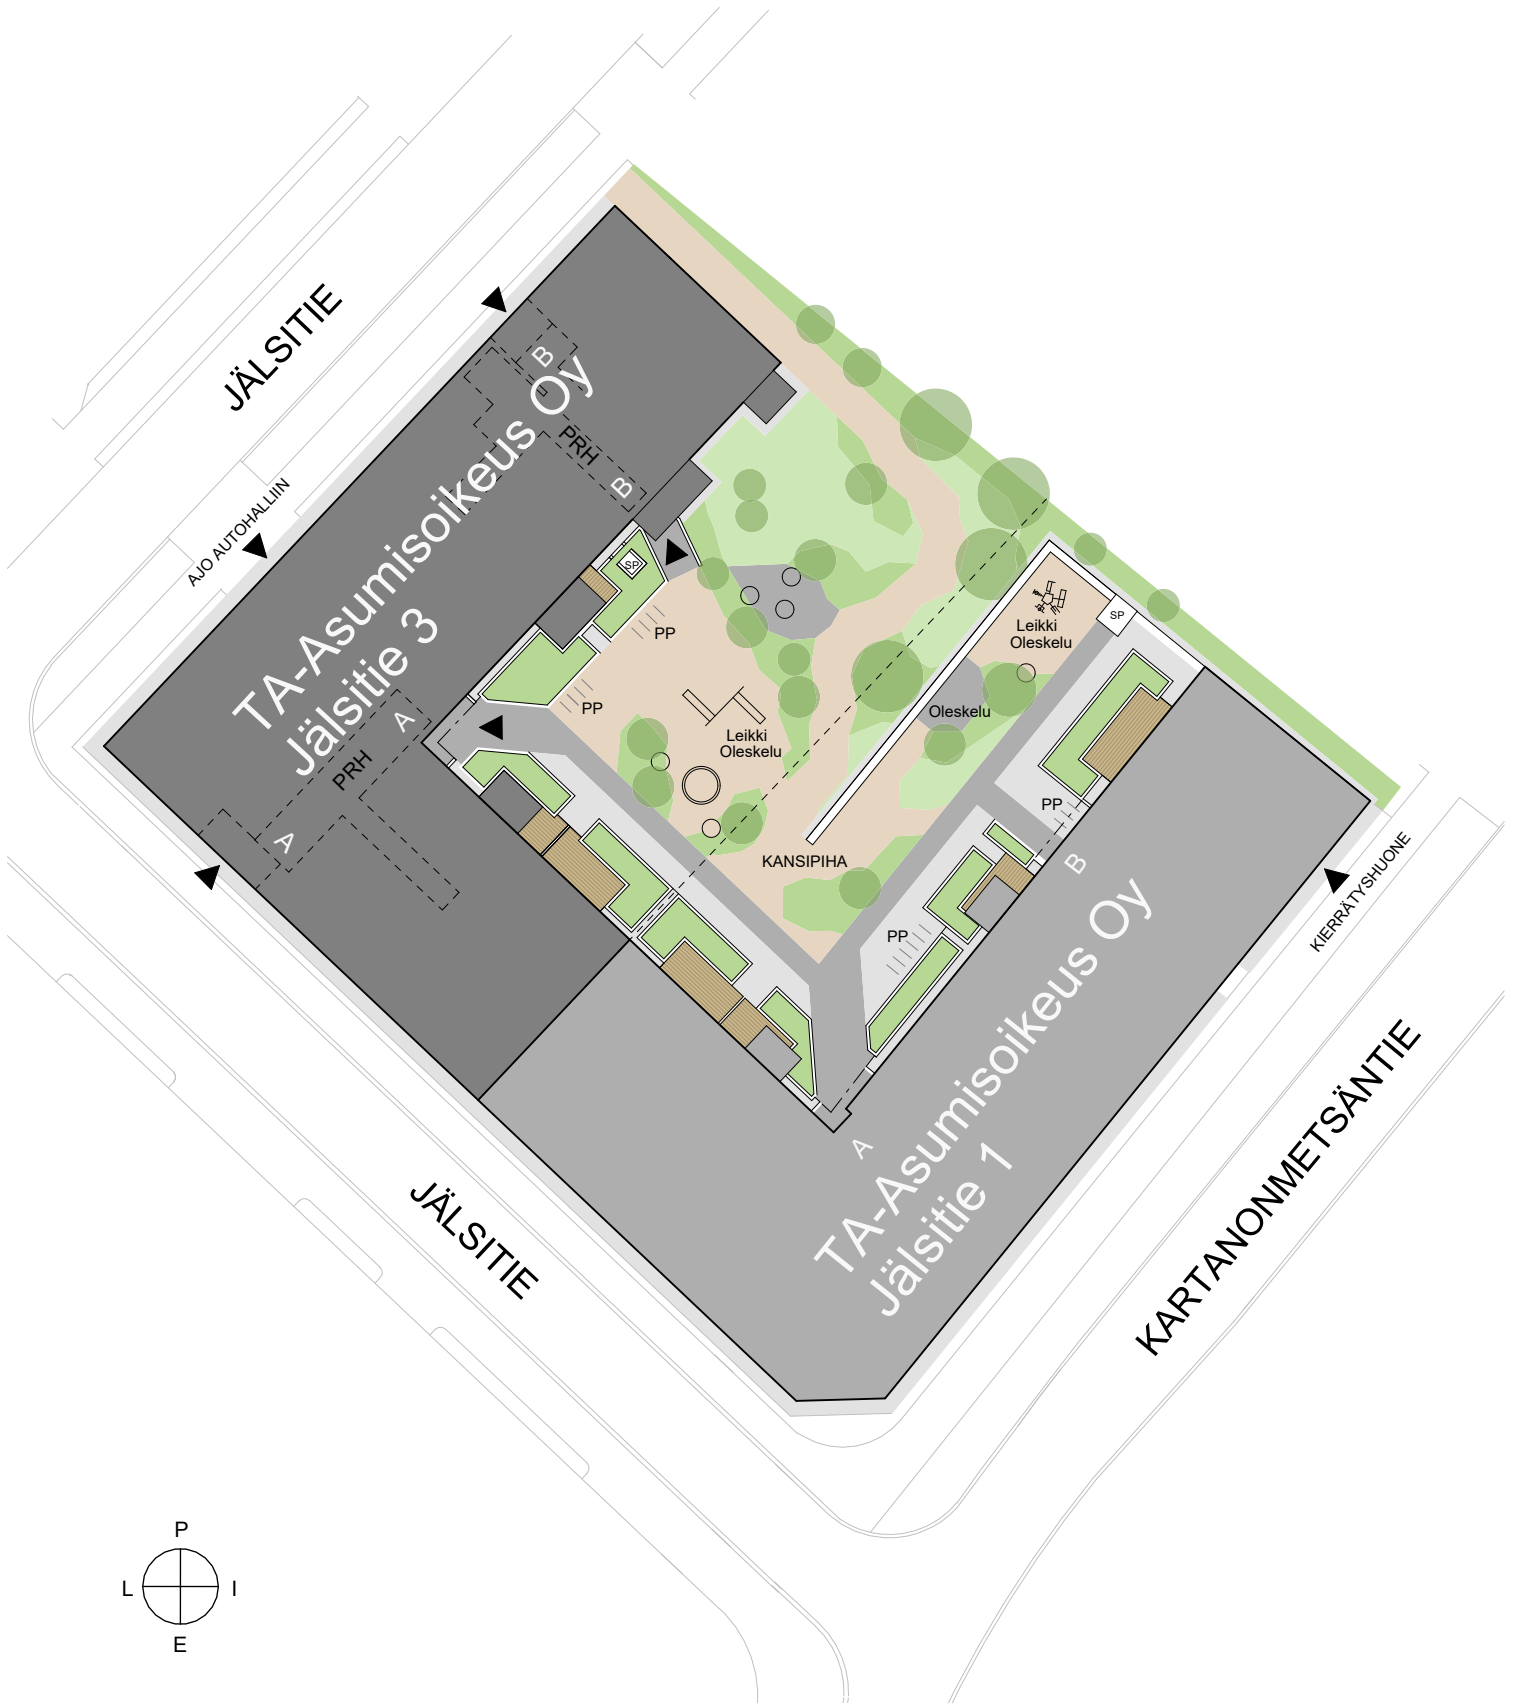 JÄLSITIE
AJO AUTOHALLIIN
B
PRH
B
TA-Asumisoikeus Oy
Jälsitie 3
SP
PP
PP
A
PRH
A
Leikki
Oleskelu
KANSIPIHA
Leikki
Oleskelu
SP
Oleskelu
PP
PP
B
KIERRÄTYSHUONE
A
TA-Asumisoikeus Oy
Jälsitie 1
JÄLSITIE
KARTANONMETSÄNTIE
P
L
I
E